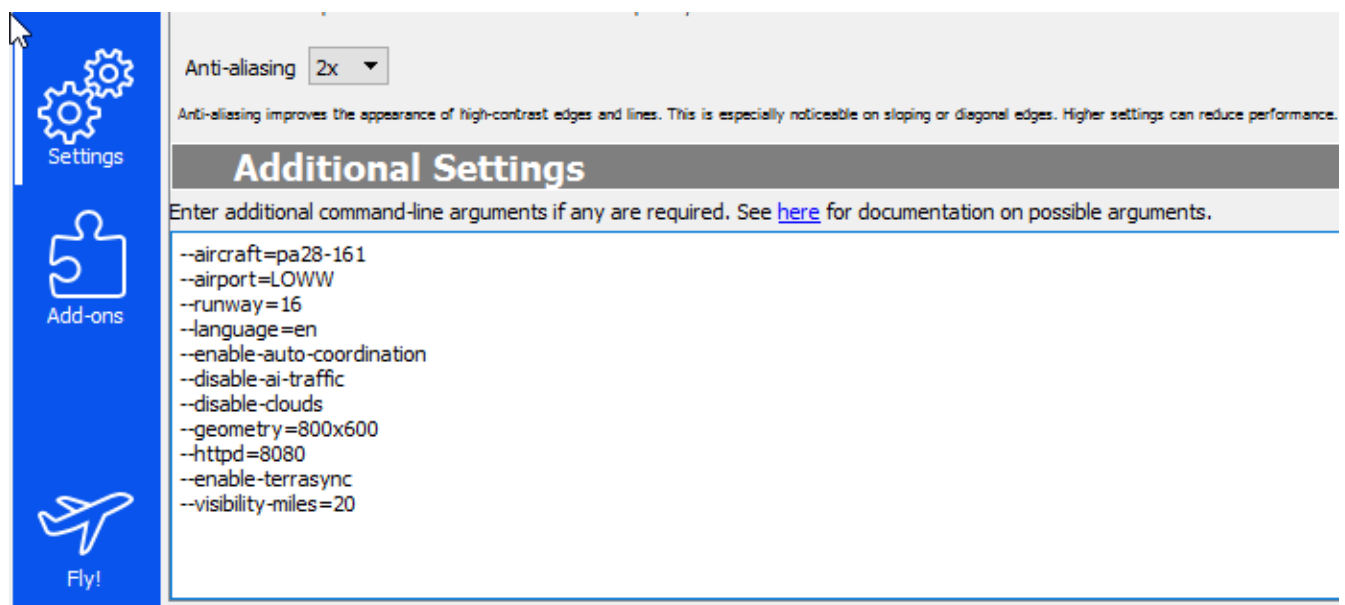 Anti-aliasing 2x
Anti-aliasing improves the appearance of high-contrast edges and lines. This is especially noticeable on sloping or diagonal edges. Higher settings can reduce performance.
Settings
Additional Settings
Enter additional command-line arguments if any are required. See here for documentation on possible arguments.
--aircraft=pa28-161
--airport=LOWW
--runway=16
--language=en
--enable-auto-coordination
--disable-ai-traffic
--disable-clouds
--geometry=800x600
--httpd=8080
--enable-terrasync
--visibility-miles=20
Add-ons
Fly!